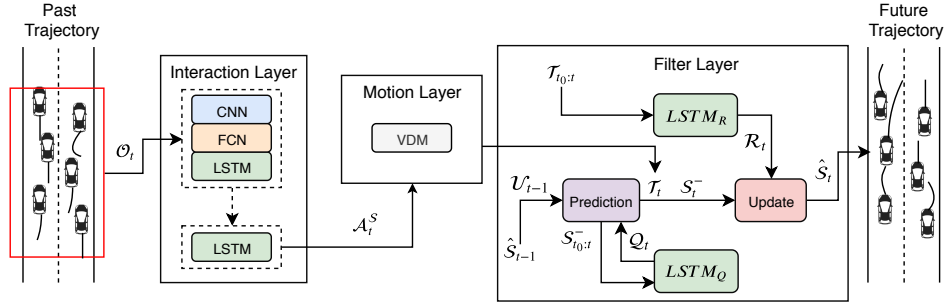 Past
Trajectory
Future
Trajectory
Interaction Layer
CNN
FCN
LSTM
LSTM
Motion Layer
VDM
Filter Layer
𝒪_t
𝒜_t^S
𝒯_{t_0:t}
LSTM_R
ℛ_t
𝒰_{t−1}
Ŝ_{t−1}
Prediction
𝒯_t
S_t^−
Update
Ŝ_t
S_{t_0:t}^−
𝒬_t
LSTM_Q